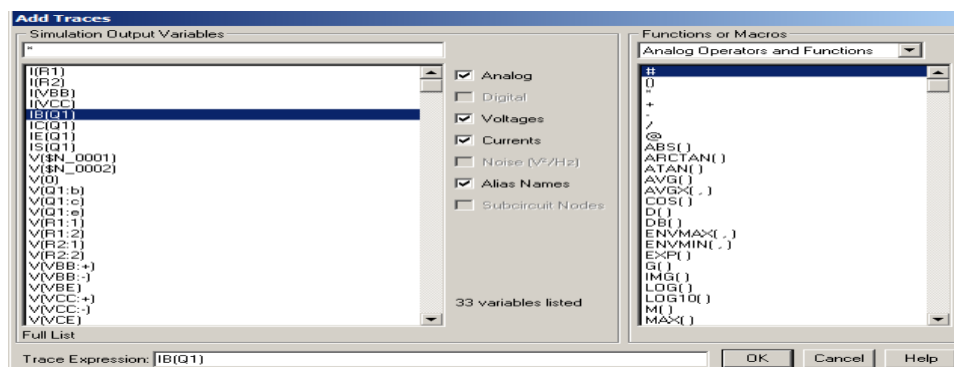 Add Traces
Simulation Output Variables
*
I(R1)
I(R2)
I(VBB)
I(VCC)
IB(Q1)
IC(Q1)
IE(Q1)
IS(Q1)
V($N_0001)
V($N_0002)
V(0)
V(Q1:b)
V(Q1:c)
V(Q1:e)
V(R1:1)
V(R1:2)
V(R2:1)
V(R2:2)
V(VBB:+)
V(VBB:-)
V(VBE)
V(VCC:+)
V(VCC:-)
V(VCE)
Full List
Analog
Digital
Voltages
Currents
Noise (V²/Hz)
Alias Names
Subcircuit Nodes
33 variables listed
Functions or Macros
Analog Operators and Functions
#
()
*
+
-
/
@
ABS()
ARCTAN()
ATAN()
AVG()
AVGX(,)
COS()
D()
DB()
ENVMAX(,)
ENVMIN(,)
EXP()
G()
IMG()
LOG()
LOG10()
M()
MAX()
Trace Expression: IB(Q1)
OK
Cancel
Help